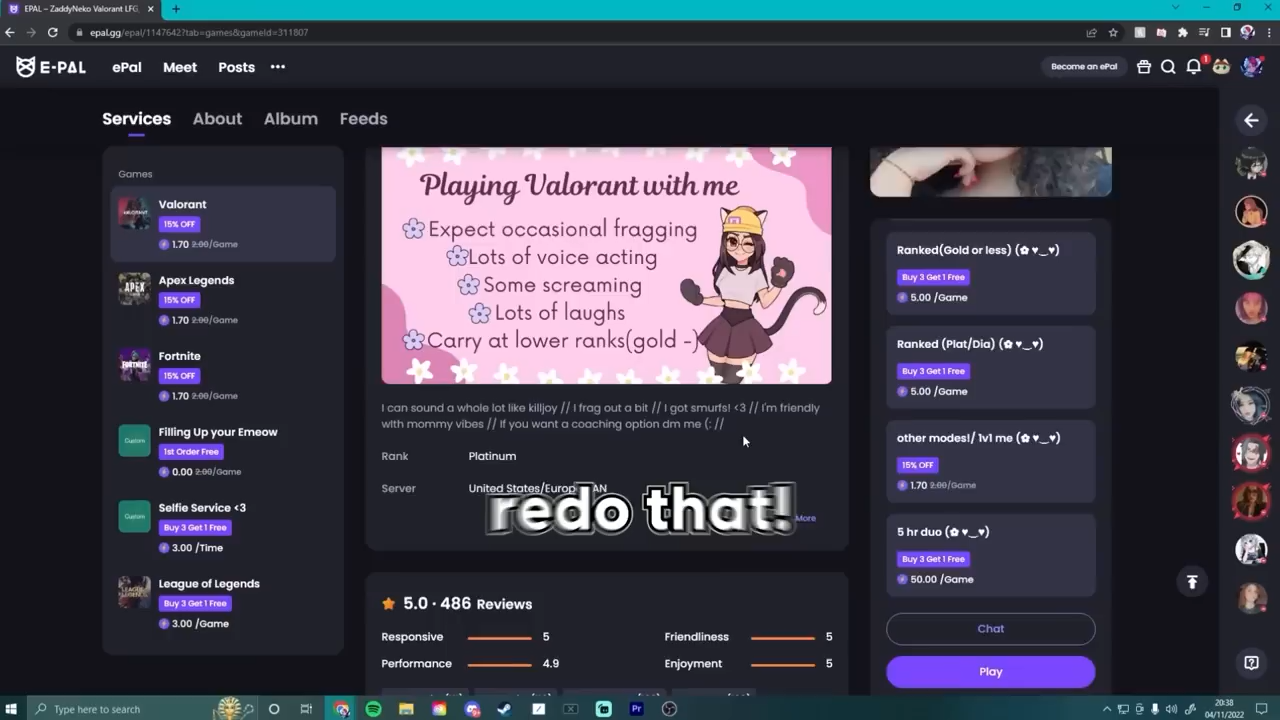 EPAL – ZaddyNeko Valorant LFG
epal.gg/epal/1147642?tab=games&gameId=311807
E-PAL
ePal
Meet
Posts
Become an ePal
1
Services
About
Album
Feeds
Games
Valorant
15% OFF
1.70 2.00/Game
Apex Legends
15% OFF
1.70 2.00/Game
Fortnite
15% OFF
1.70 2.00/Game
Custom
Filling Up your Emeow
1st Order Free
0.00 2.00/Game
Custom
Selfie Service <3
Buy 3 Get 1 Free
3.00 /Time
League of Legends
Buy 3 Get 1 Free
3.00 /Game
Playing Valorant with me
Expect occasional fragging
Lots of voice acting
Some screaming
Lots of laughs
Carry at lower ranks(gold -)
I can sound a whole lot like killjoy // I frag out a bit // I got smurfs! <3 // I'm friendly
with mommy vibes // If you want a coaching option dm me (: //
Rank Platinum
Server United States/Europe
redo that!
More
5.0 · 486 Reviews
Responsive 5
Friendliness 5
Performance 4.9
Enjoyment 5
Ranked(Gold or less) (✿ ♥‿♥)
Buy 3 Get 1 Free
5.00 /Game
Ranked (Plat/Dia) (✿ ♥‿♥)
Buy 3 Get 1 Free
5.00 /Game
other modes!/ 1v1 me (✿ ♥‿♥)
15% OFF
1.70 2.00/Game
5 hr duo (✿ ♥‿♥)
Buy 3 Get 1 Free
50.00 /Game
Chat
Play
Type here to search
20:38
04/11/2022